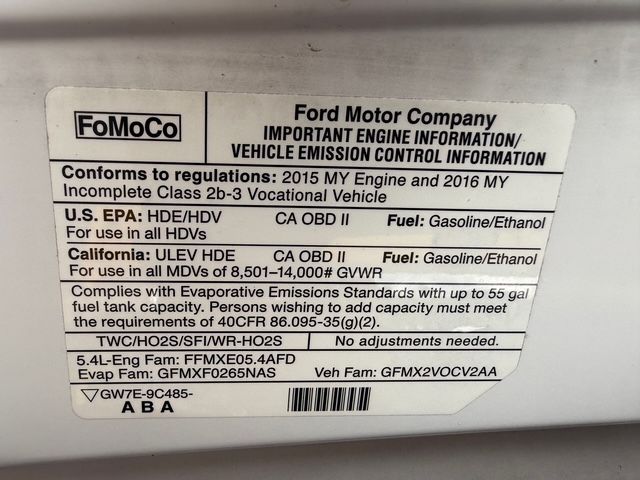 FoMoCo
Ford Motor Company
IMPORTANT ENGINE INFORMATION/
VEHICLE EMISSION CONTROL INFORMATION
Conforms to regulations: 2015 MY Engine and 2016 MY
Incomplete Class 2b-3 Vocational Vehicle
U.S. EPA: HDE/HDV CA OBD II Fuel: Gasoline/Ethanol
For use in all HDVs
California: ULEV HDE CA OBD II Fuel: Gasoline/Ethanol
For use in all MDVs of 8,501-14,000# GVWR
Complies with Evaporative Emissions Standards with up to 55 gal
fuel tank capacity. Persons wishing to add capacity must meet
the requirements of 40CFR 86.095-35(g)(2).
TWC/HO2S/SFI/WR-HO2S No adjustments needed.
5.4L-Eng Fam: FFMXE05.4AFD
Evap Fam: GFMXF0265NAS Veh Fam: GFMX2VOCV2AA
GW7E-9C485-
ABA